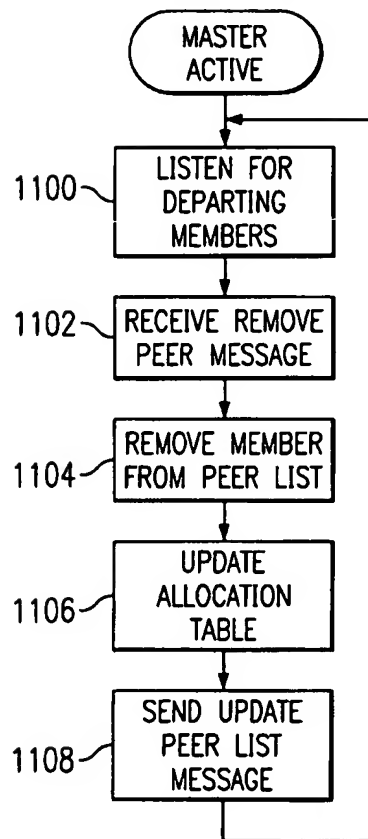 MASTER
ACTIVE
1100
LISTEN FOR
DEPARTING
MEMBERS
1102
RECEIVE REMOVE
PEER MESSAGE
1104
REMOVE MEMBER
FROM PEER LIST
1106
UPDATE
ALLOCATION
TABLE
1108
SEND UPDATE
PEER LIST
MESSAGE